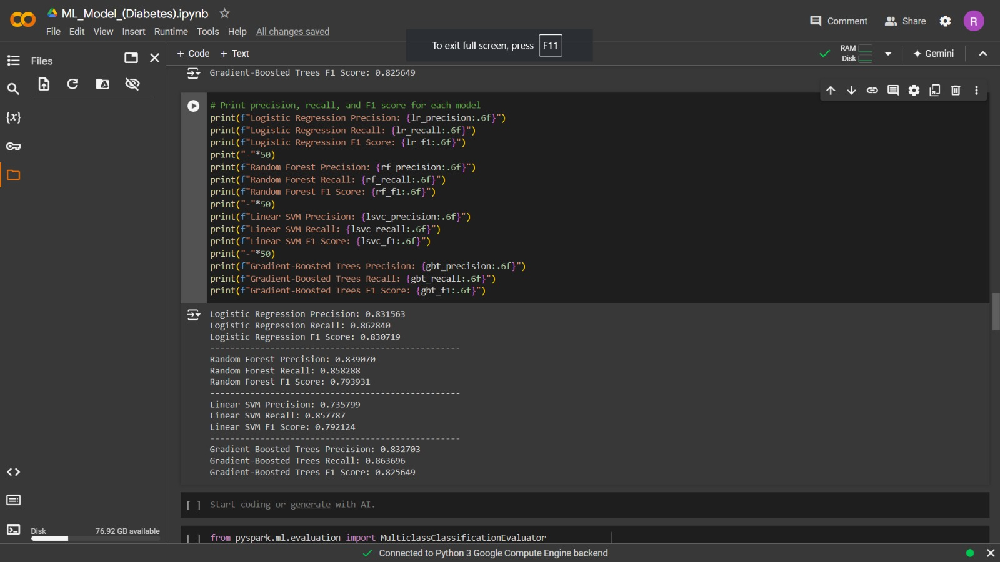 ML_Model_(Diabetes).ipynb
File Edit View Insert Runtime Tools Help All changes saved
Comment Share R
To exit full screen, press F11
Files
+ Code + Text
RAM
Disk
Gemini
{x}
Gradient-Boosted Trees F1 Score: 0.825649
# Print precision, recall, and F1 score for each model
print(f"Logistic Regression Precision: {lr_precision:.6f}")
print(f"Logistic Regression Recall: {lr_recall:.6f}")
print(f"Logistic Regression F1 Score: {lr_f1:.6f}")
print("-"*50)
print(f"Random Forest Precision: {rf_precision:.6f}")
print(f"Random Forest Recall: {rf_recall:.6f}")
print(f"Random Forest F1 Score: {rf_f1:.6f}")
print("-"*50)
print(f"Linear SVM Precision: {lsvc_precision:.6f}")
print(f"Linear SVM Recall: {lsvc_recall:.6f}")
print(f"Linear SVM F1 Score: {lsvc_f1:.6f}")
print("-"*50)
print(f"Gradient-Boosted Trees Precision: {gbt_precision:.6f}")
print(f"Gradient-Boosted Trees Recall: {gbt_recall:.6f}")
print(f"Gradient-Boosted Trees F1 Score: {gbt_f1:.6f}")
Logistic Regression Precision: 0.831563
Logistic Regression Recall: 0.862840
Logistic Regression F1 Score: 0.830719
--------------------------------------------------
Random Forest Precision: 0.839070
Random Forest Recall: 0.858288
Random Forest F1 Score: 0.793931
--------------------------------------------------
Linear SVM Precision: 0.735799
Linear SVM Recall: 0.857787
Linear SVM F1 Score: 0.792124
--------------------------------------------------
Gradient-Boosted Trees Precision: 0.832703
Gradient-Boosted Trees Recall: 0.863696
Gradient-Boosted Trees F1 Score: 0.825649
[ ] Start coding or generate with AI.
[ ] from pyspark.ml.evaluation import MulticlassClassificationEvaluator
Disk 76.92 GB available
Connected to Python 3 Google Compute Engine backend